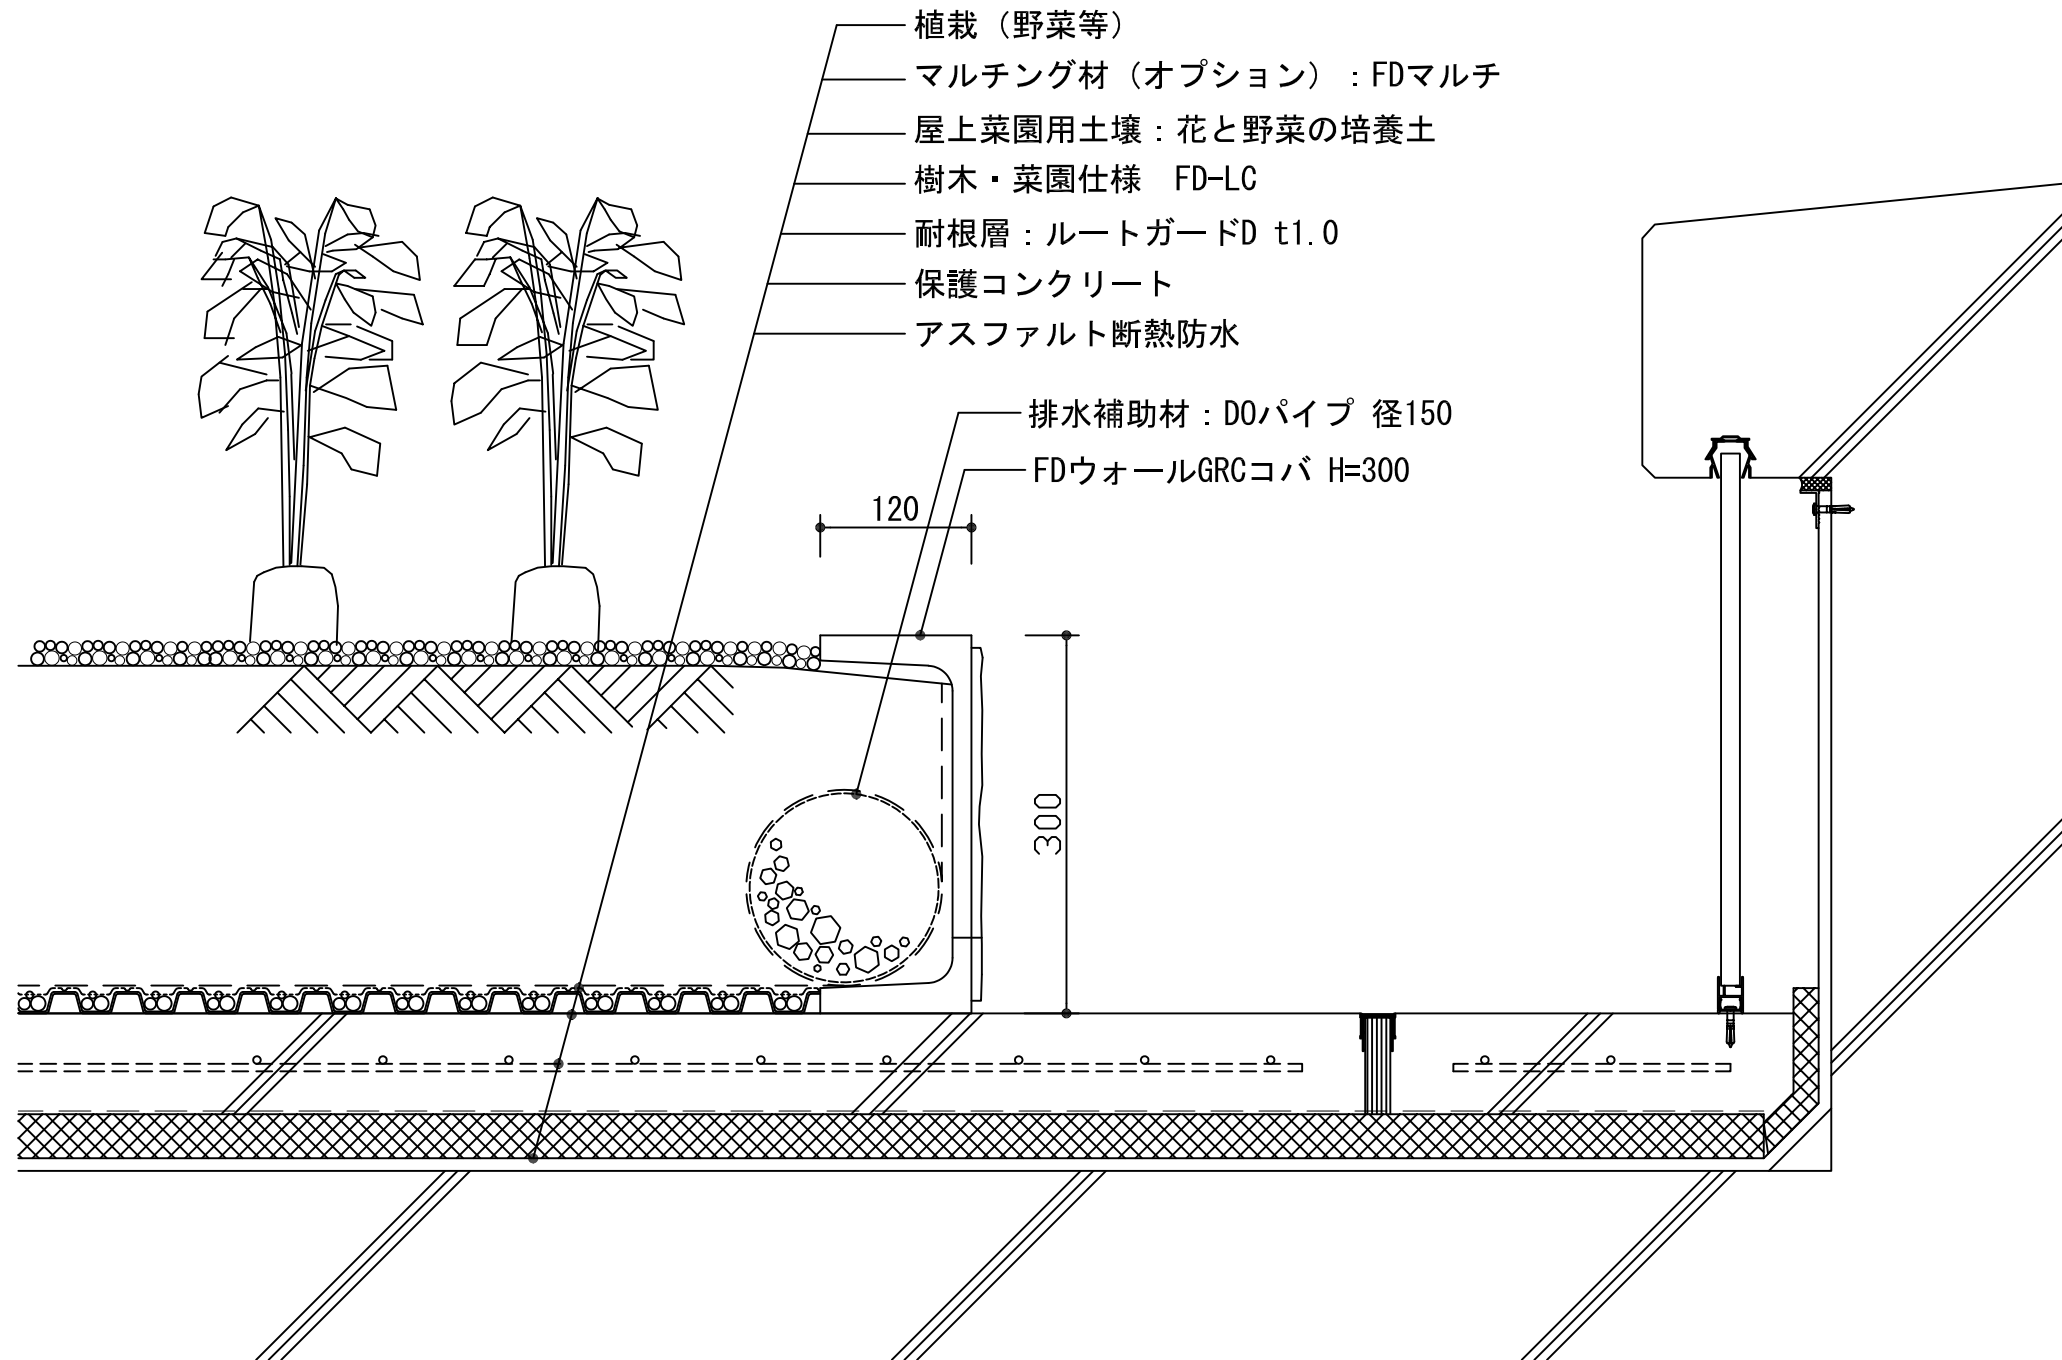 植栽（野菜等）
マルチング材（オプション）：FDマルチ
屋上菜園用土壌：花と野菜の培養土
樹木・菜園仕様　FD-LC
耐根層：ルートガードD t1.0
保護コンクリート
アスファルト断熱防水
排水補助材：DOパイプ 径150
FDウォールGRCコバ H=300
120
300